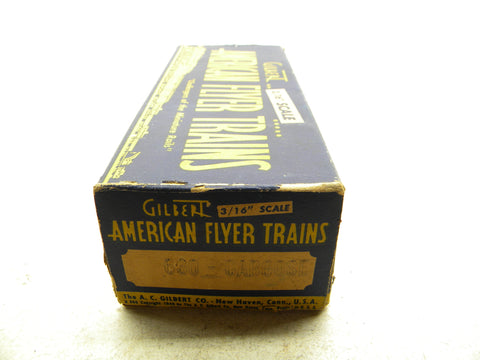 Gilbert
3/16" SCALE
AMERICAN FLYER TRAINS
GILBERT 3/16" SCALE
AMERICAN FLYER TRAINS
CABOOSE
The A. C. GILBERT CO. – New Haven, Conn., U.S.A.